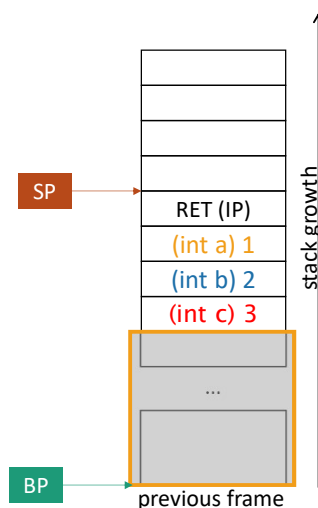 SP
RET (IP)
(int a) 1
(int b) 2
(int c) 3
...
BP
previous frame
stack growth